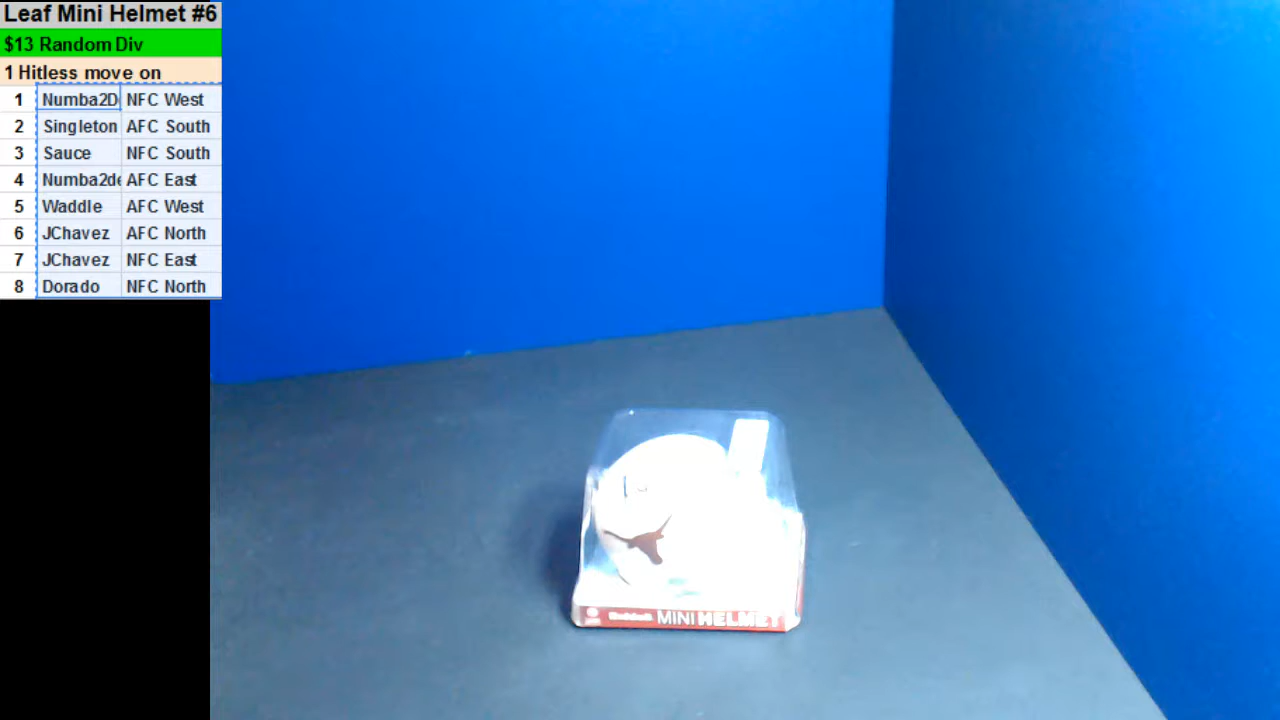 Leaf Mini Helmet #6
$13 Random Div
1 Hitless move on
1 Numba2D NFC West
2 Singleton AFC South
3 Sauce NFC South
4 Numba2de AFC East
5 Waddle AFC West
6 JChavez AFC North
7 JChavez NFC East
8 Dorado NFC North
Riddell MINI HELMET